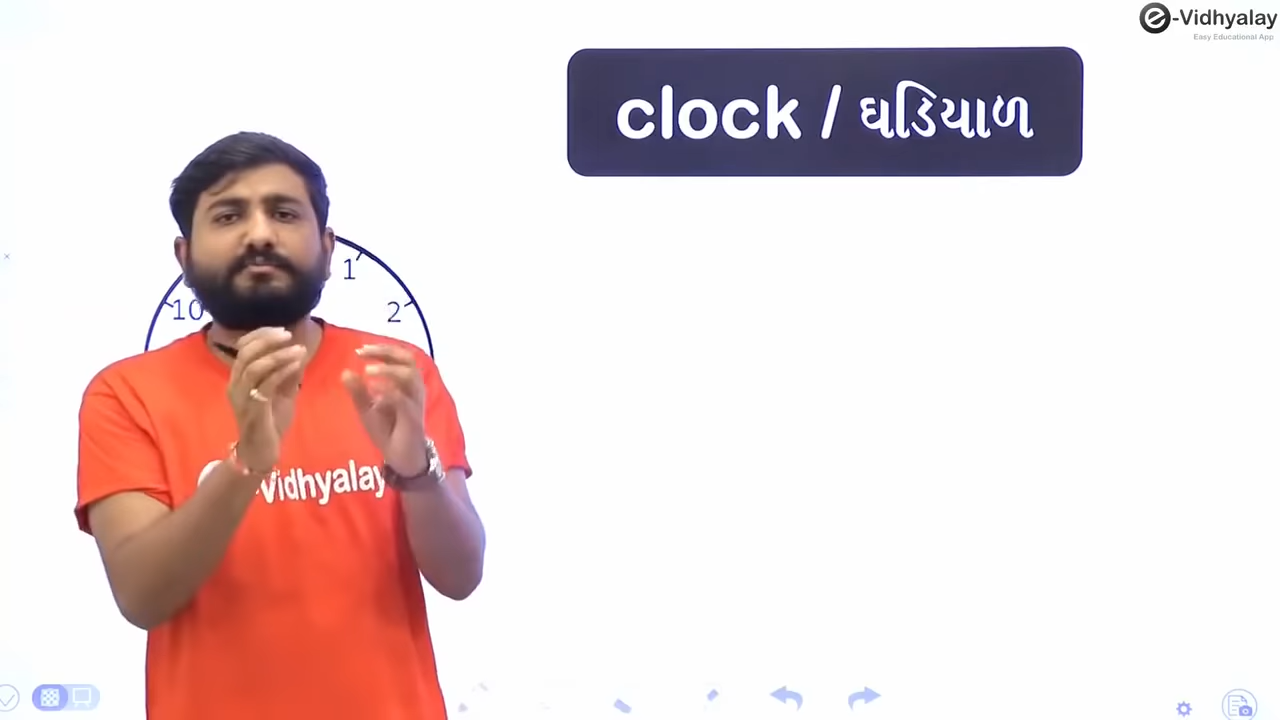 e-Vidhyalay
Easy Educational App
clock / ઘડિયાળ
1
10
2
-Vidhyalay